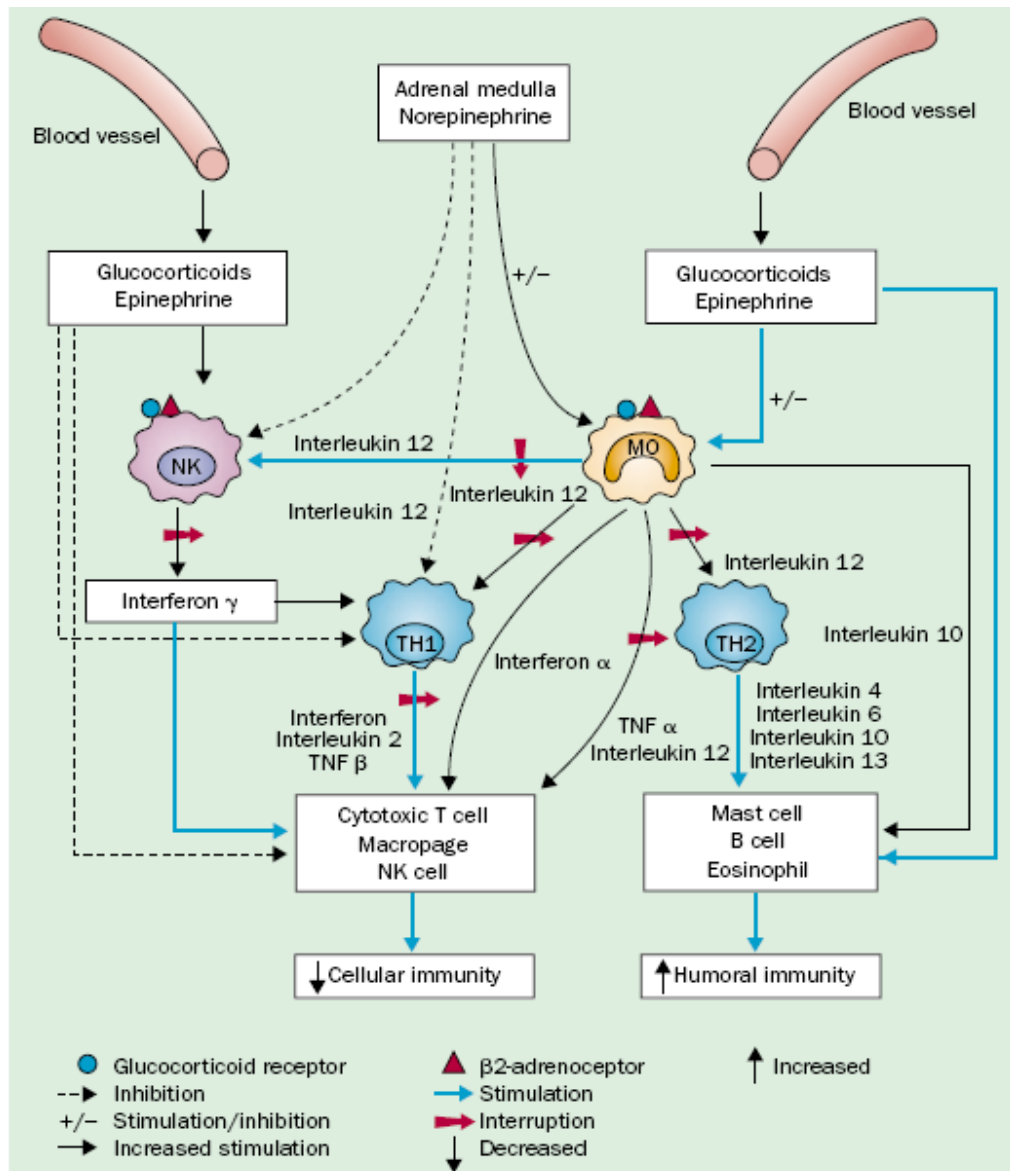 Blood vessel
Adrenal medulla
Norepinephrine
Blood vessel
Glucocorticoids
Epinephrine
+/−
Glucocorticoids
Epinephrine
+/−
NK
Interleukin 12
MO
Interleukin 12
Interleukin 12
Interleukin 12
Interferon γ
TH1
TH2
Interleukin 10
Interferon α
Interferon
Interleukin 2
TNF β
TNF α
Interleukin 12
Interleukin 4
Interleukin 6
Interleukin 10
Interleukin 13
Cytotoxic T cell
Macropage
NK cell
Mast cell
B cell
Eosinophil
Cellular immunity
Humoral immunity
Glucocorticoid receptor
Inhibition
+/− Stimulation/inhibition
Increased stimulation
β2-adrenoceptor
Stimulation
Interruption
Decreased
Increased